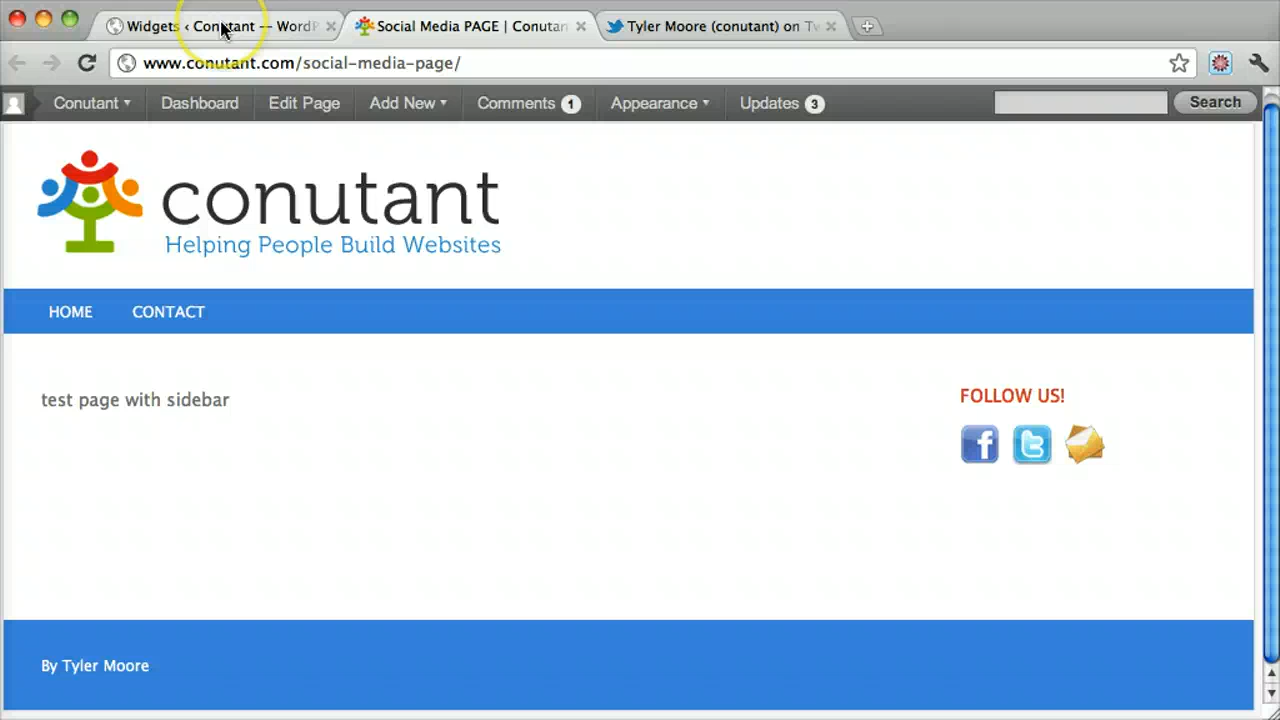 Widgets ‹ Conutant — WordP
Social Media PAGE | Conutan
Tyler Moore (conutant) on Tw
www.conutant.com/social-media-page/
Conutant
Dashboard
Edit Page
Add New
Comments 1
Appearance
Updates 3
Search
conutant
Helping People Build Websites
HOME
CONTACT
test page with sidebar
FOLLOW US!
f
t
By Tyler Moore